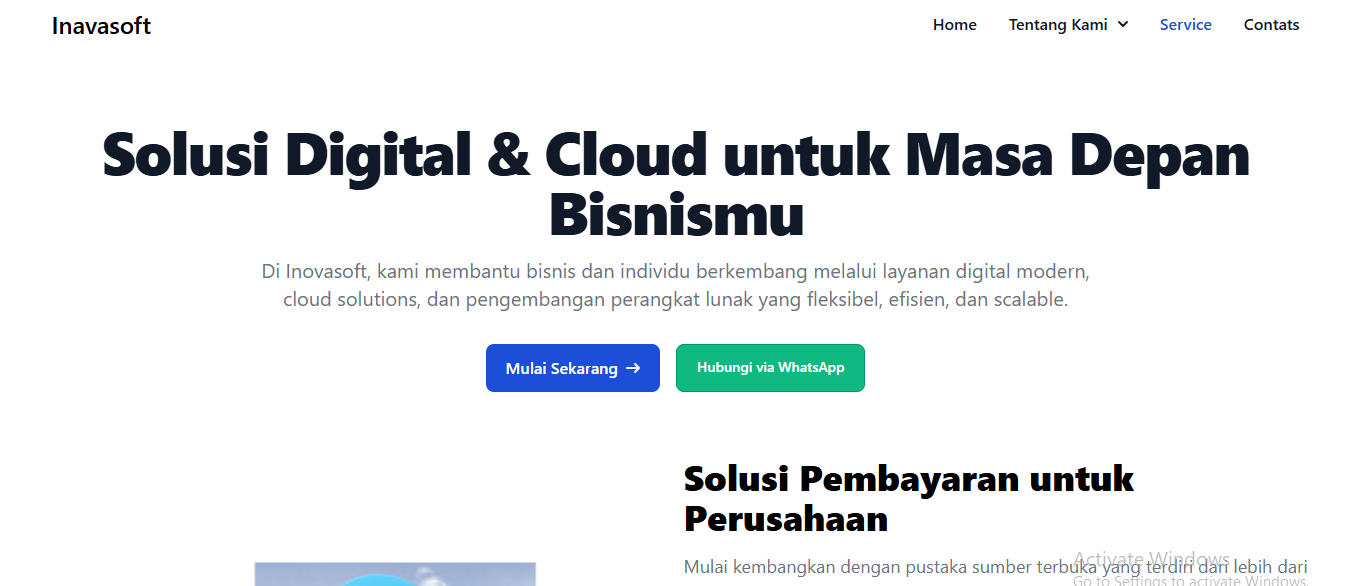 Inavasoft
Home Tentang Kami Service Contats
Solusi Digital & Cloud untuk Masa Depan
Bisnismu
Di Inovasoft, kami membantu bisnis dan individu berkembang melalui layanan digital modern,
cloud solutions, dan pengembangan perangkat lunak yang fleksibel, efisien, dan scalable.
Mulai Sekarang →
Hubungi via WhatsApp
Solusi Pembayaran untuk
Perusahaan
Mulai kembangkan dengan pustaka sumber terbuka yang terdiri dari lebih dari
Activate Windows
Go to Settings to activate Windows.